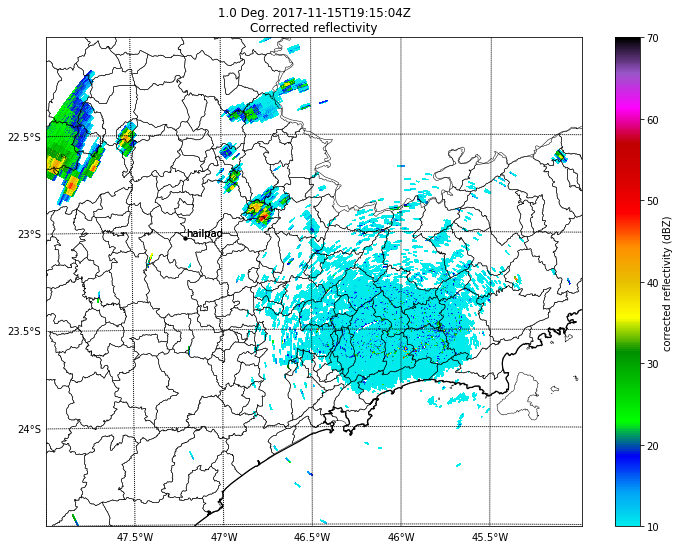 1.0 Deg. 2017-11-15T19:15:04Z
Corrected reflectivity
22.5°S
23°S
23.5°S
24°S
hailpad
47.5°W
47°W
46.5°W
46°W
45.5°W
70
60
50
40
30
20
10
corrected reflectivity (dBZ)